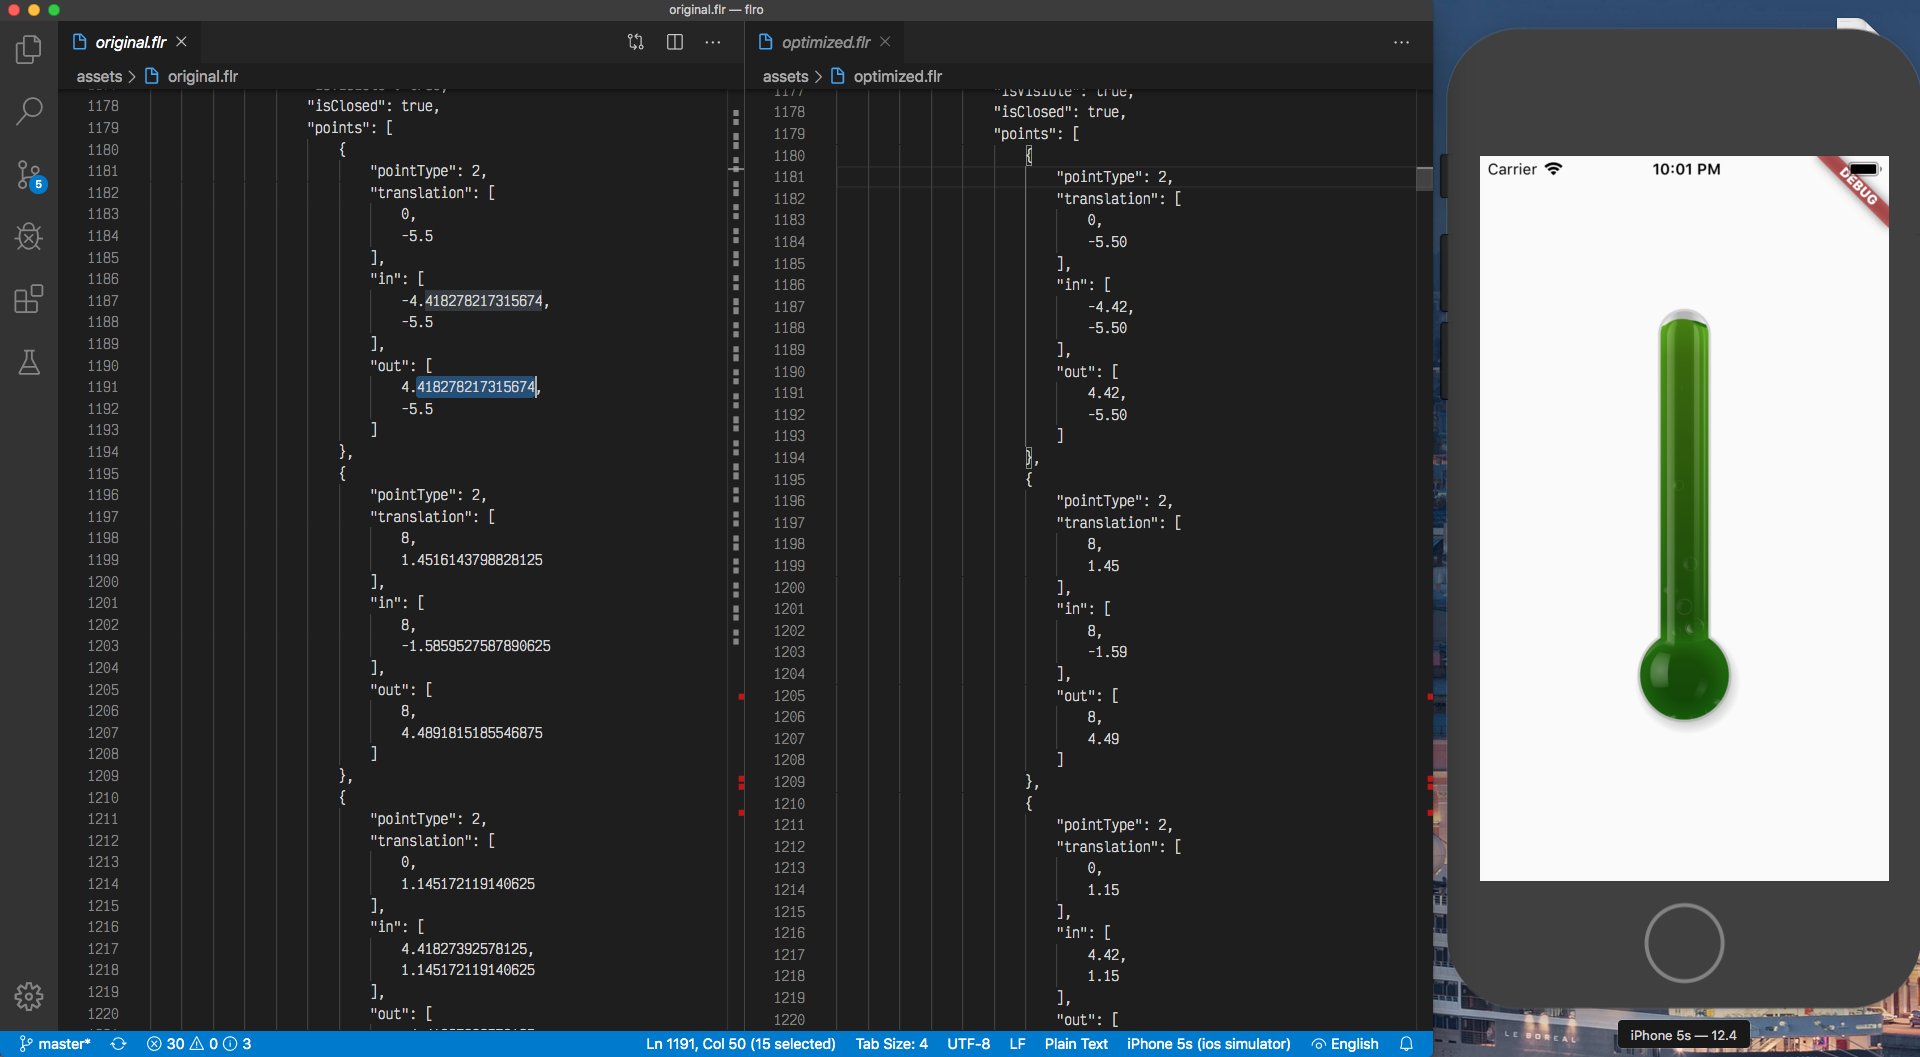 original.flr — flro
original.flr
optimized.flr
assets > original.flr
assets > optimized.flr
1178 "isClosed": true,
1179 "points": [
1180 {
1181 "pointType": 2,
1182 "translation": [
1183 0,
1184 -5.5
1185 ],
1186 "in": [
1187 -4.418278217315674,
1188 -5.5
1189 ],
1190 "out": [
1191 4.418278217315674,
1192 -5.5
1193 ]
1194 },
1195 {
1196 "pointType": 2,
1197 "translation": [
1198 8,
1199 1.4516143798828125
1200 ],
1201 "in": [
1202 8,
1203 -1.5859527587890625
1204 ],
1205 "out": [
1206 8,
1207 4.4891815185546875
1208 ]
1209 },
1210 {
1211 "pointType": 2,
1212 "translation": [
1213 0,
1214 1.145172119140625
1215 ],
1216 "in": [
1217 4.41827392578125,
1218 1.145172119140625
1219 ],
1220 "out": [
1177 "isVisible": true,
1178 "isClosed": true,
1179 "points": [
1180 {
1181 "pointType": 2,
1182 "translation": [
1183 0,
1184 -5.50
1185 ],
1186 "in": [
1187 -4.42,
1188 -5.50
1189 ],
1190 "out": [
1191 4.42,
1192 -5.50
1193 ]
1194 },
1195 {
1196 "pointType": 2,
1197 "translation": [
1198 8,
1199 1.45
1200 ],
1201 "in": [
1202 8,
1203 -1.59
1204 ],
1205 "out": [
1206 8,
1207 4.49
1208 ]
1209 },
1210 {
1211 "pointType": 2,
1212 "translation": [
1213 0,
1214 1.15
1215 ],
1216 "in": [
1217 4.42,
1218 1.15
1219 ],
1220 "out": [
5
Carrier 10:01 PM
DEBUG
LE BOREAL
iPhone 5s — 12.4
master* 30 0 3 Ln 1191, Col 50 (15 selected) Tab Size: 4 UTF-8 LF Plain Text iPhone 5s (ios simulator) English